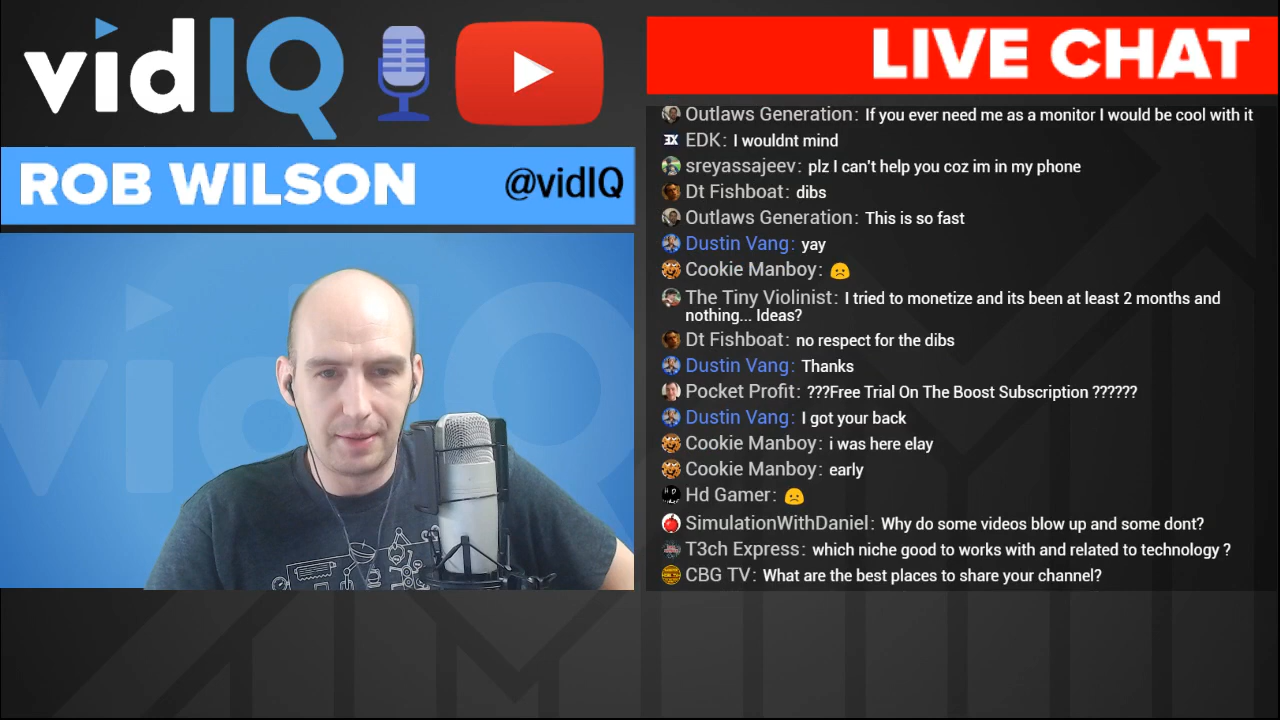 vidIQ
LIVE CHAT
ROB WILSON
@vidIQ
Outlaws Generation: If you ever need me as a monitor I would be cool with it
EDK: I wouldnt mind
sreyassajeev: plz I can't help you coz im in my phone
Dt Fishboat: dibs
Outlaws Generation: This is so fast
Dustin Vang: yay
Cookie Manboy: ☹️
The Tiny Violinist: I tried to monetize and its been at least 2 months and
nothing... Ideas?
Dt Fishboat: no respect for the dibs
Dustin Vang: Thanks
Pocket Profit: ???Free Trial On The Boost Subscription ??????
Dustin Vang: I got your back
Cookie Manboy: i was here elay
Cookie Manboy: early
Hd Gamer: ☹️
SimulationWithDaniel: Why do some videos blow up and some dont?
T3ch Express: which niche good to works with and related to technology ?
CBG TV: What are the best places to share your channel?